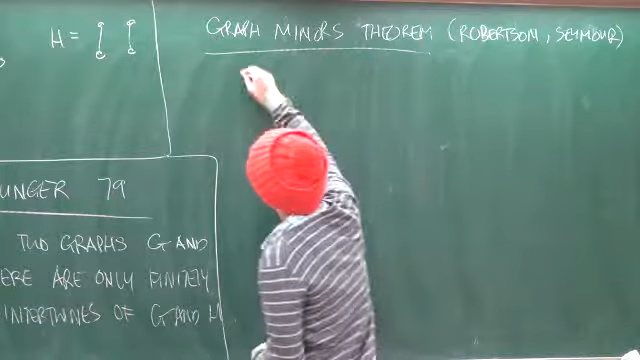 H =
GRAPH MINORS THEOREM (ROBERTSON, SEYMOUR)
UNGER 79
TWO GRAPHS G AND
ERE ARE ONLY FINITELY
INTERTWINES OF G AND H